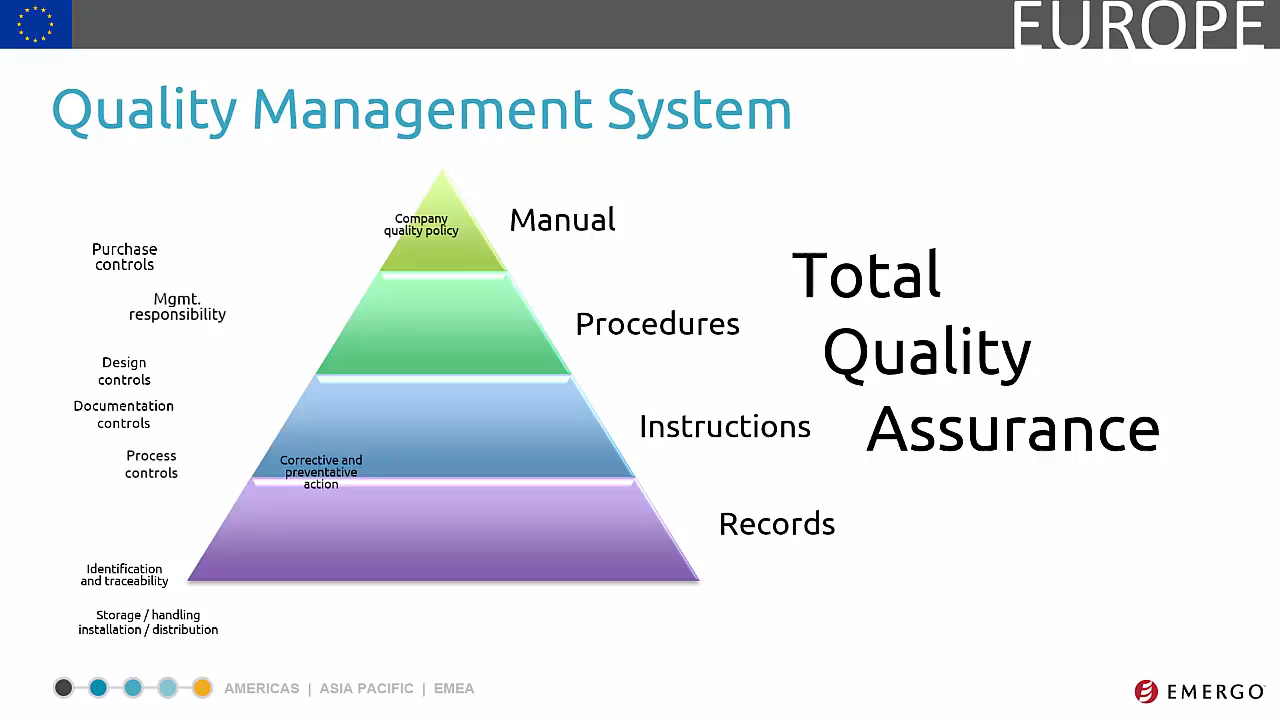 EUROPE
Quality Management System
Company
quality policy
Manual
Purchase
controls
Mgmt.
responsibility
Procedures
Design
controls
Documentation
controls
Process
controls
Instructions
Corrective and
preventative
action
Records
Identification
and traceability
Storage / handling
installation / distribution
Total
Quality
Assurance
AMERICAS | ASIA PACIFIC | EMEA
EMERGO